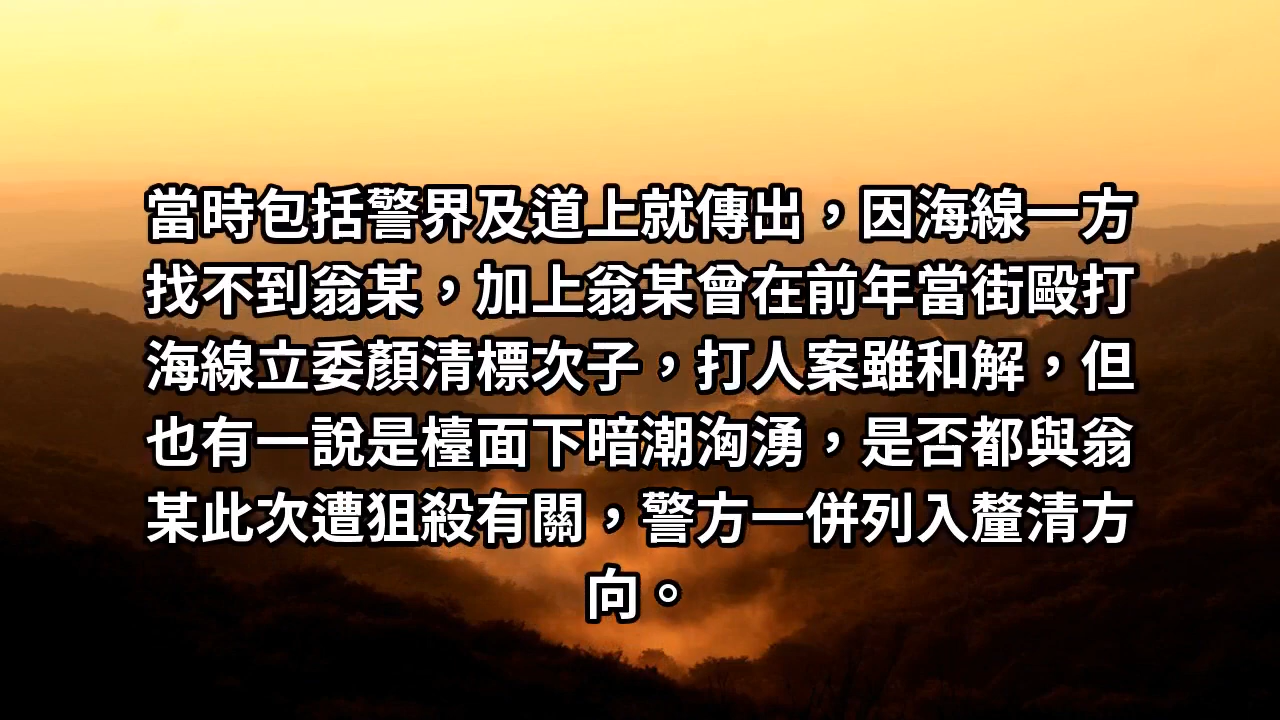 當時包括警界及道上就傳出，因海線一方
找不到翁某，加上翁某曾在前年當街毆打
海線立委顏清標次子，打人案雖和解，但
也有一說是檯面下暗潮洶湧，是否都與翁
某此次遭狙殺有關，警方一併列入釐清方
向。